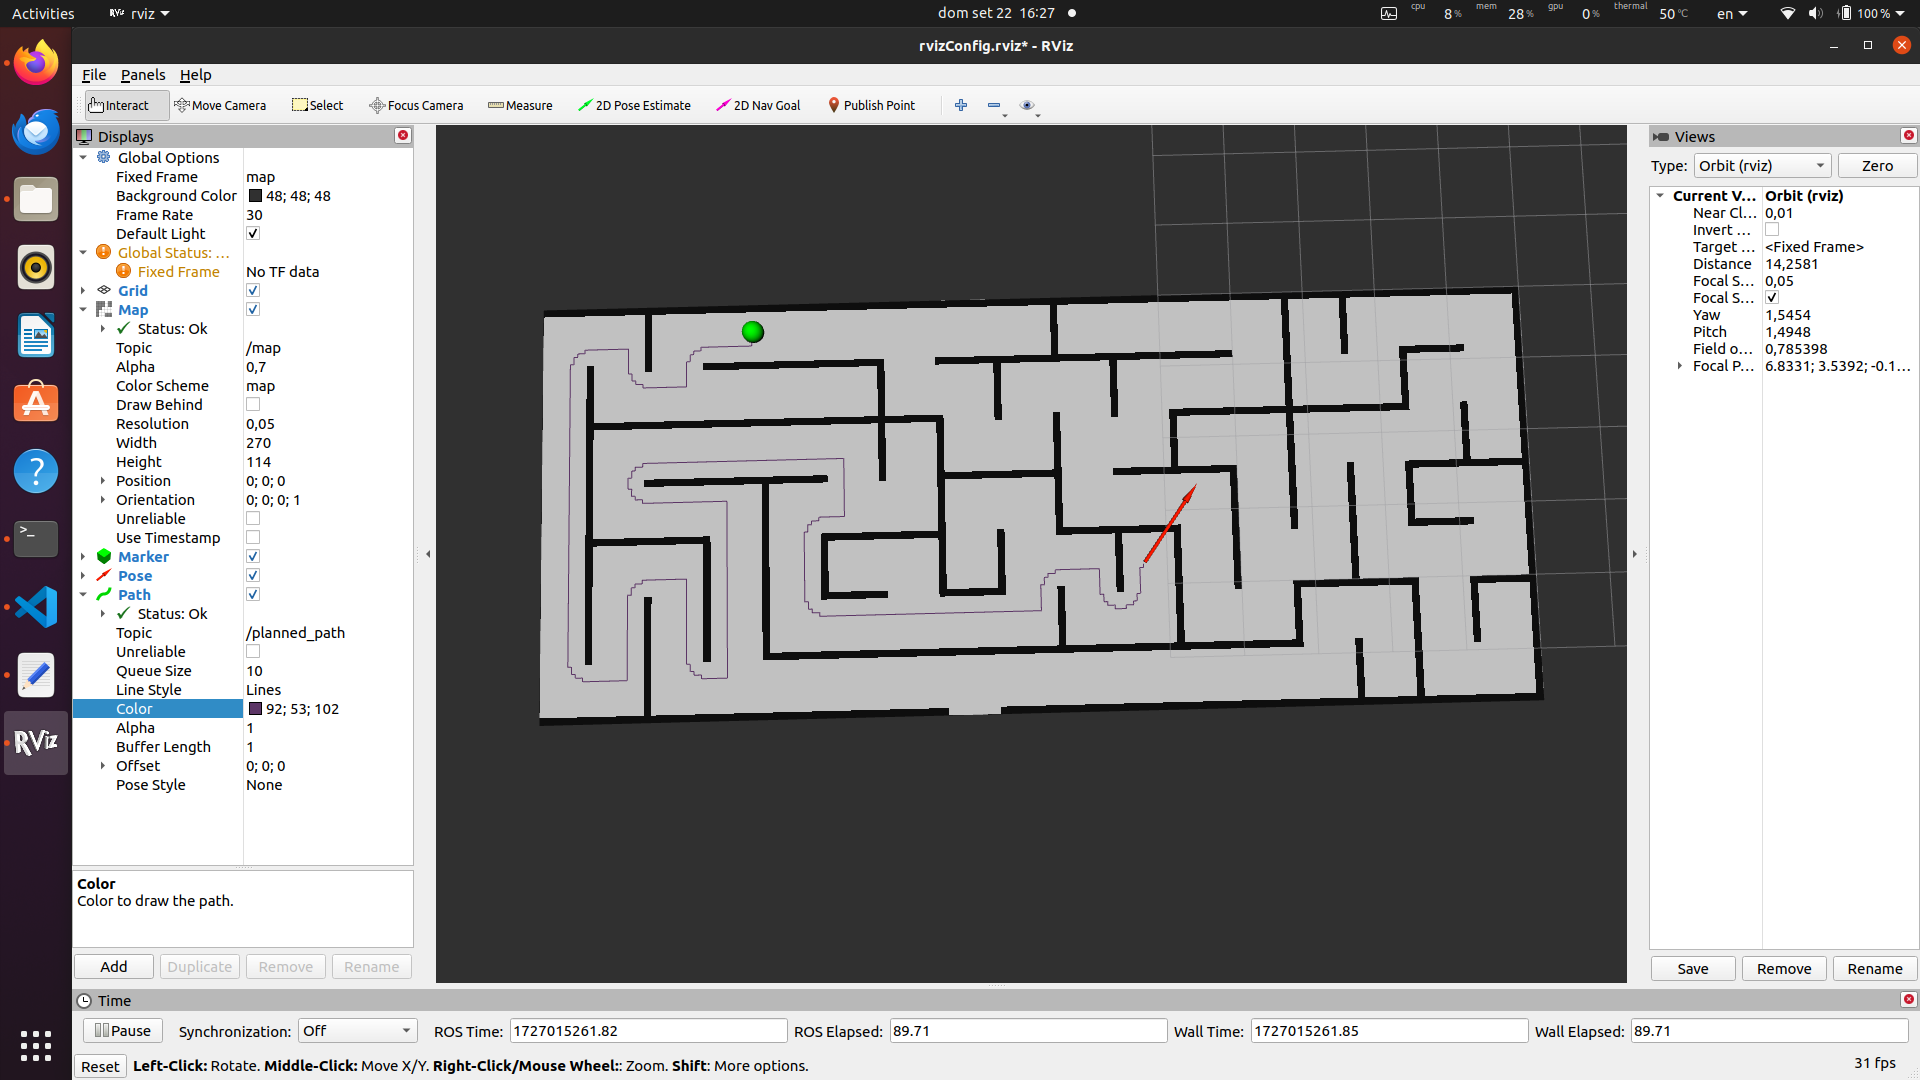 Activities
RViz rviz
dom set 22 16:27
cpu 8 %
mem 28 %
gpu 0 %
thermal 50 °C
en
100 %
rvizConfig.rviz* - RViz
File Panels Help
Interact Move Camera Select Focus Camera Measure 2D Pose Estimate 2D Nav Goal Publish Point
Displays
Global Options
Fixed Frame map
Background Color 48; 48; 48
Frame Rate 30
Default Light
Global Status: ...
Fixed Frame No TF data
Grid
Map
Status: Ok
Topic /map
Alpha 0,7
Color Scheme map
Draw Behind
Resolution 0,05
Width 270
Height 114
Position 0; 0; 0
Orientation 0; 0; 0; 1
Unreliable
Use Timestamp
Marker
Pose
Path
Status: Ok
Topic /planned_path
Unreliable
Queue Size 10
Line Style Lines
Color 92; 53; 102
Alpha 1
Buffer Length 1
Offset 0; 0; 0
Pose Style None
Color
Color to draw the path.
Add Duplicate Remove Rename
RViz
Views
Type: Orbit (rviz) Zero
Current V... Orbit (rviz)
Near Cl... 0,01
Invert ...
Target ... <Fixed Frame>
Distance 14,2581
Focal S... 0,05
Focal S...
Yaw 1,5454
Pitch 1,4948
Field o... 0,785398
Focal P... 6.8331; 3.5392; -0.1...
Save Remove Rename
Time
Pause Synchronization: Off ROS Time: 1727015261.82 ROS Elapsed: 89.71 Wall Time: 1727015261.85 Wall Elapsed: 89.71
Reset Left-Click: Rotate. Middle-Click: Move X/Y. Right-Click/Mouse Wheel:: Zoom. Shift: More options. 31 fps